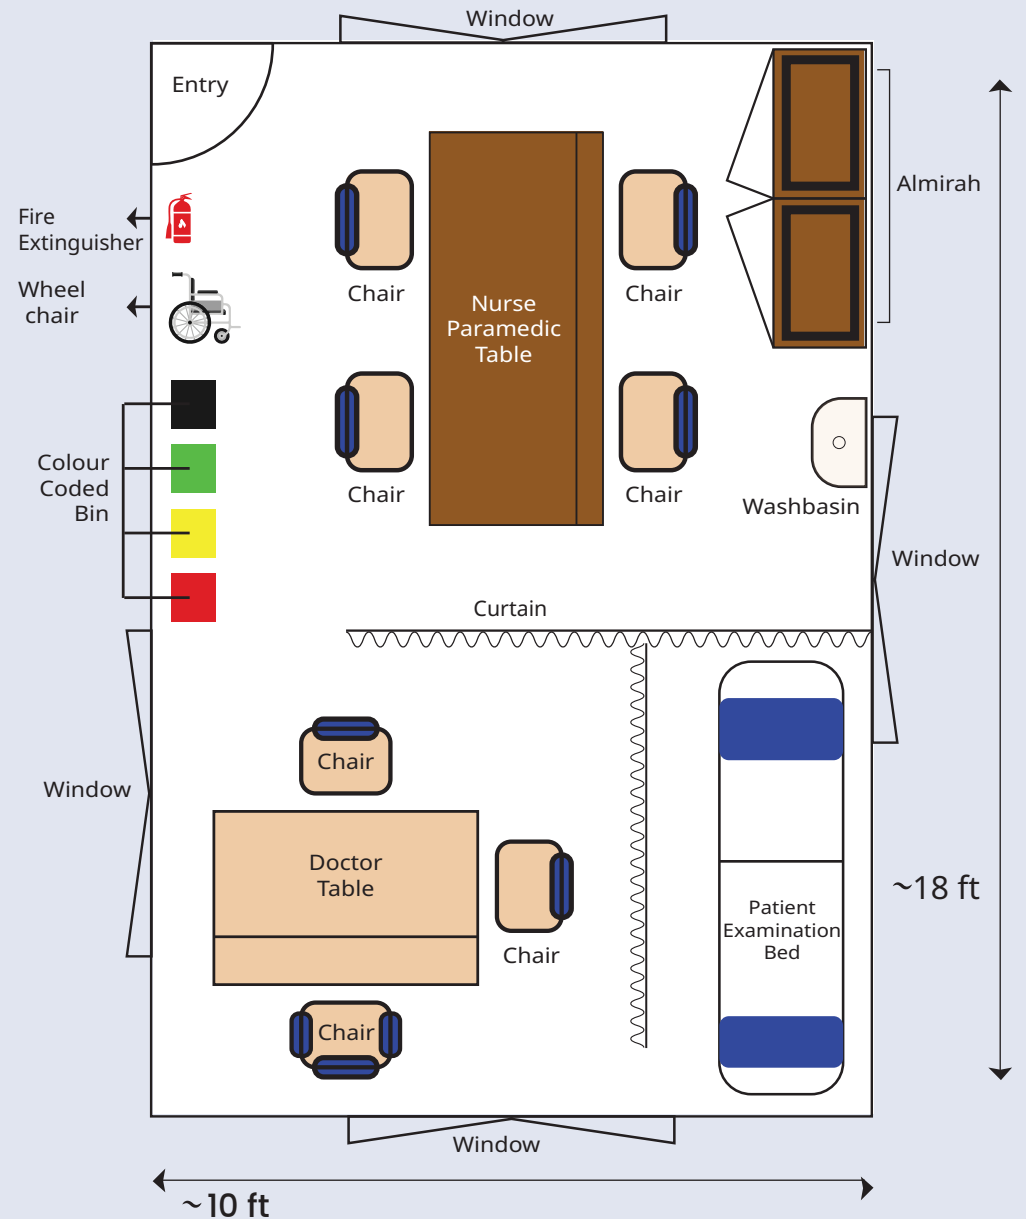 Window
Entry
Almirah
Fire
Extinguisher
Wheel
chair
Chair
Chair
Nurse
Paramedic
Table
Colour
Coded
Bin
Chair
Chair
Washbasin
Window
Curtain
Chair
Window
Doctor
Table
~18 ft
Patient
Examination
Bed
Chair
Chair
Window
~10 ft